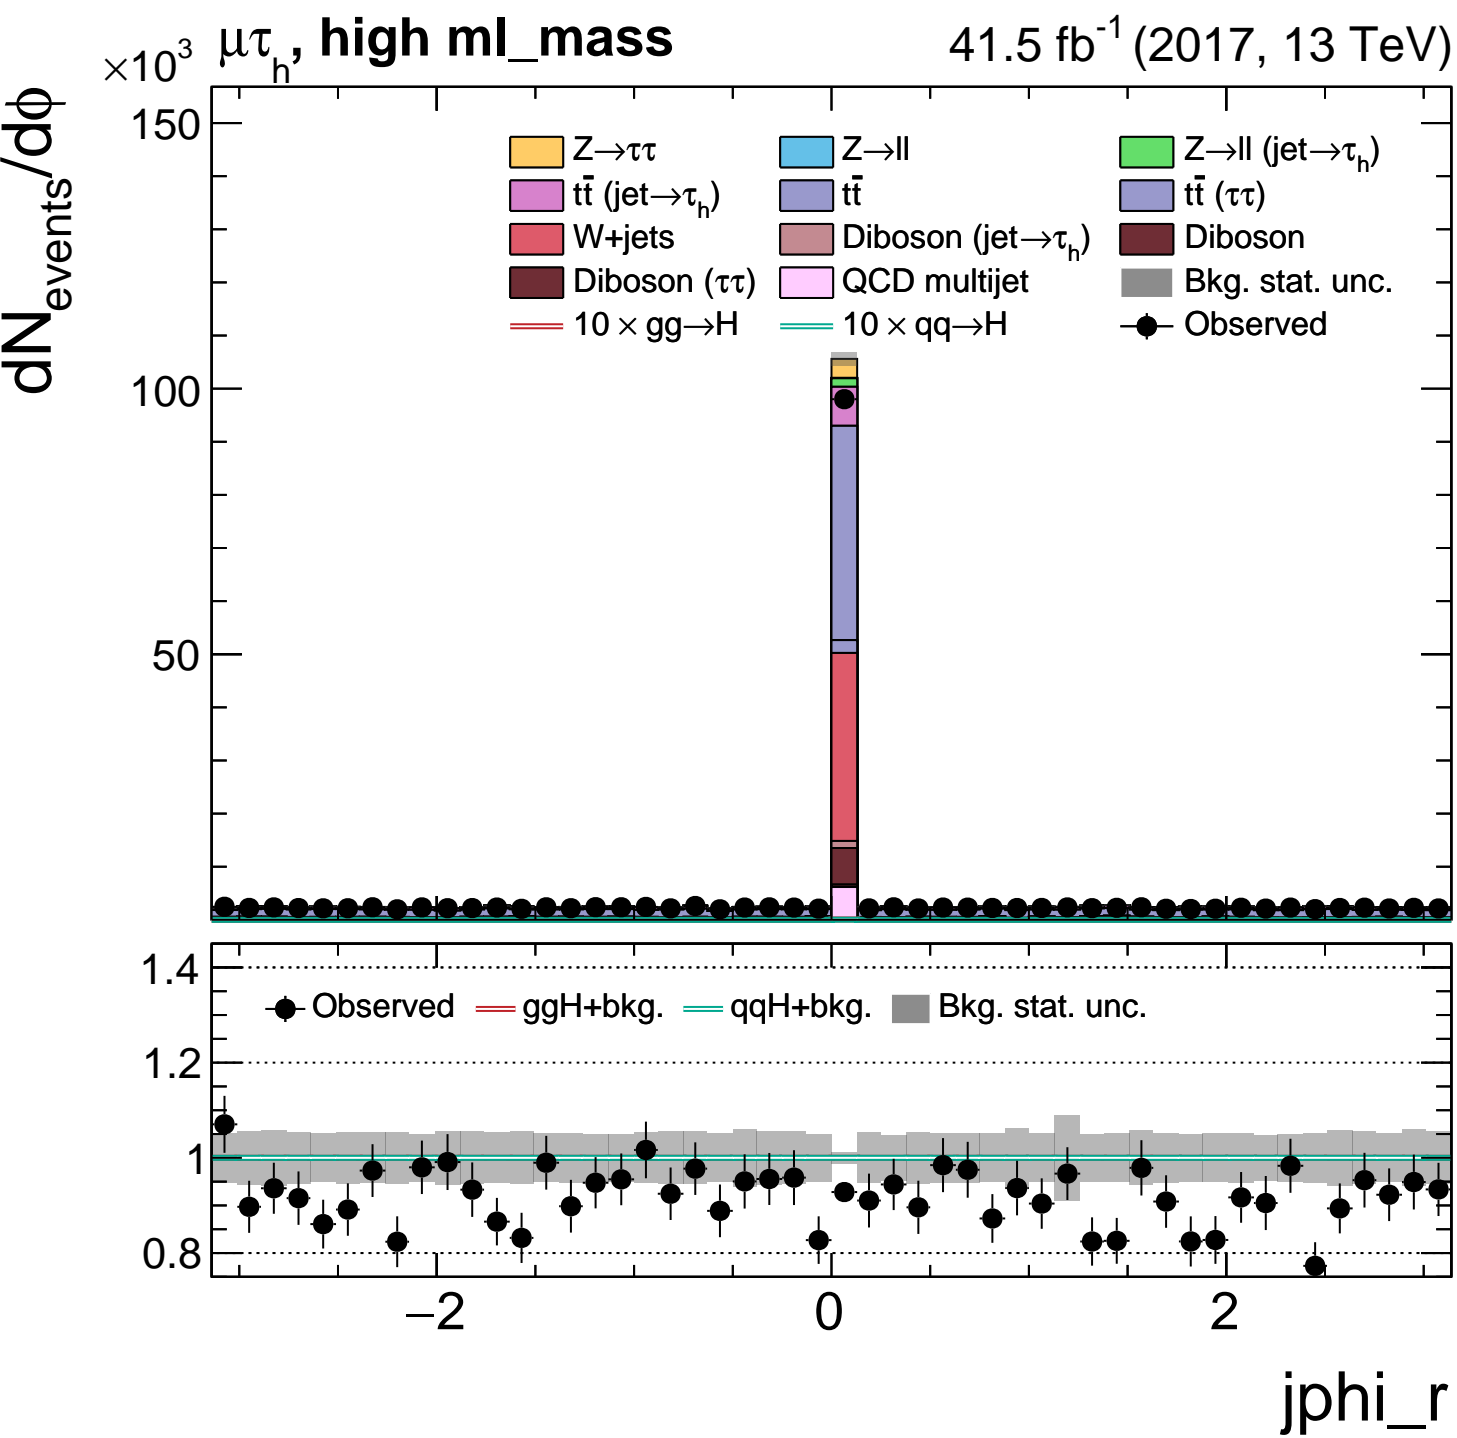 ×10³ μτₕ, high ml_mass 41.5 fb⁻¹ (2017, 13 TeV)
dN_events/dϕ
150
100
50
Z→ττ Z→ll Z→ll (jet→τₕ)
tt̄ (jet→τₕ) tt̄ tt̄ (ττ)
W+jets Diboson (jet→τₕ) Diboson
Diboson (ττ) QCD multijet Bkg. stat. unc.
10 × gg→H 10 × qq→H Observed
1.4
1.2
1
0.8
Observed ggH+bkg. qqH+bkg. Bkg. stat. unc.
−2 0 2
jphi_r